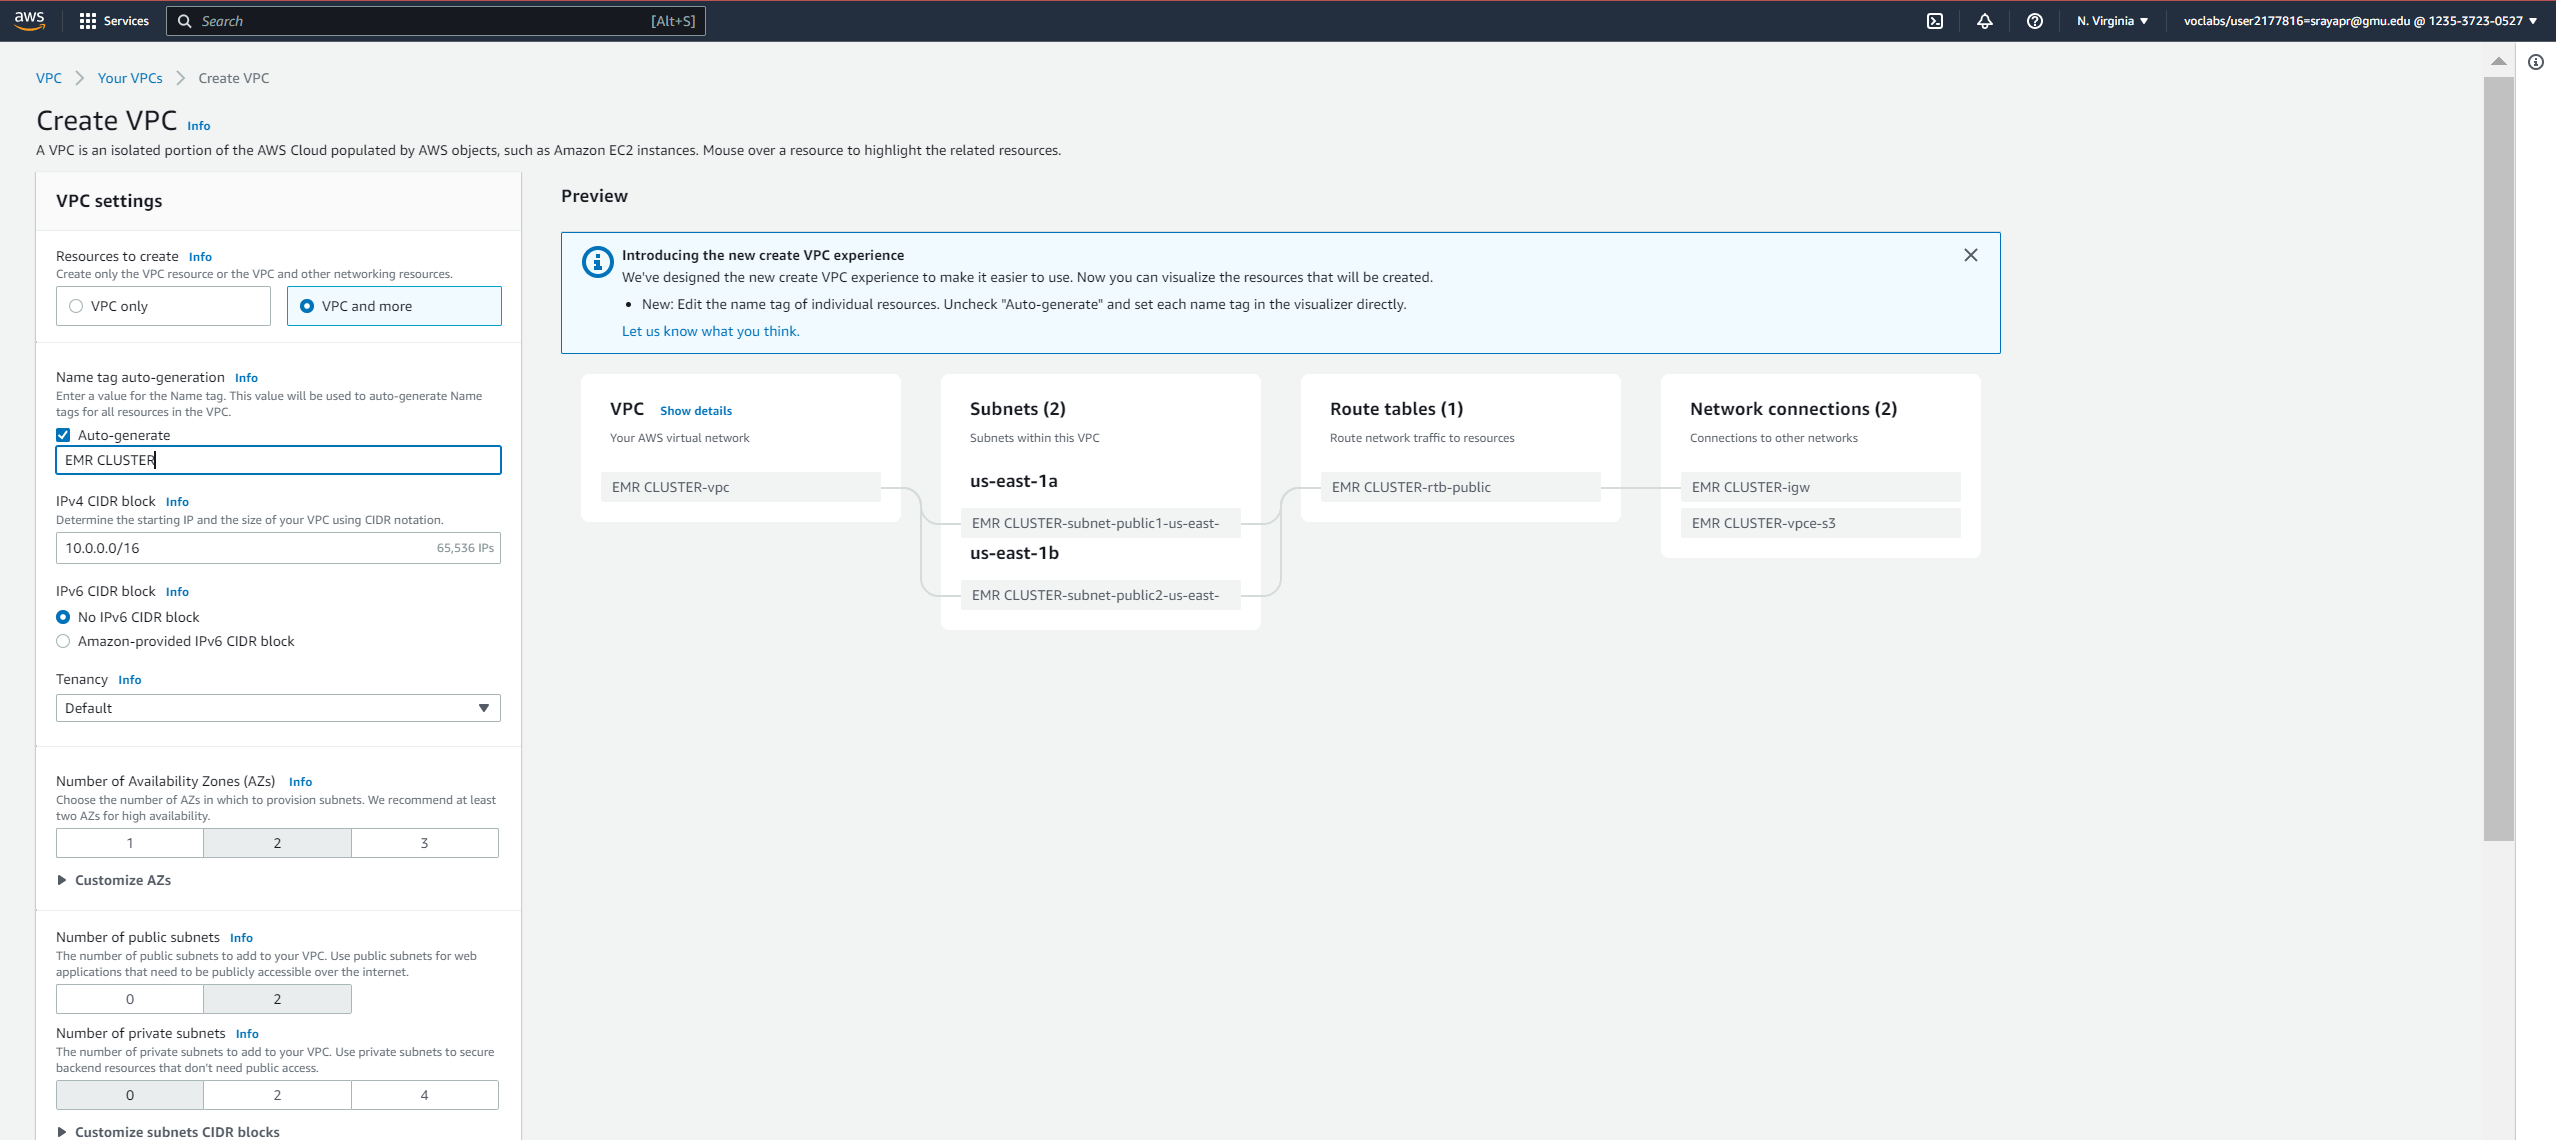 aws Services Search [Alt+S] N. Virginia voclabs/user2177816=srayapr@gmu.edu @ 1235-3723-0527
VPC Your VPCs Create VPC
Create VPC Info
A VPC is an isolated portion of the AWS Cloud populated by AWS objects, such as Amazon EC2 instances. Mouse over a resource to highlight the related resources.
VPC settings
Resources to create Info
Create only the VPC resource or the VPC and other networking resources.
VPC only VPC and more
Name tag auto-generation Info
Enter a value for the Name tag. This value will be used to auto-generate Name
tags for all resources in the VPC.
Auto-generate
EMR CLUSTER
IPv4 CIDR block Info
Determine the starting IP and the size of your VPC using CIDR notation.
10.0.0.0/16 65,536 IPs
IPv6 CIDR block Info
No IPv6 CIDR block
Amazon-provided IPv6 CIDR block
Tenancy Info
Default
Number of Availability Zones (AZs) Info
Choose the number of AZs in which to provision subnets. We recommend at least
two AZs for high availability.
1 2 3
Customize AZs
Number of public subnets Info
The number of public subnets to add to your VPC. Use public subnets for web
applications that need to be publicly accessible over the internet.
0 2
Number of private subnets Info
The number of private subnets to add to your VPC. Use private subnets to secure
backend resources that don't need public access.
0 2 4
Customize subnets CIDR blocks
Preview
Introducing the new create VPC experience
We've designed the new create VPC experience to make it easier to use. Now you can visualize the resources that will be created.
• New: Edit the name tag of individual resources. Uncheck "Auto-generate" and set each name tag in the visualizer directly.
Let us know what you think.
VPC Show details
Your AWS virtual network
EMR CLUSTER-vpc
Subnets (2)
Subnets within this VPC
us-east-1a
EMR CLUSTER-subnet-public1-us-east-
us-east-1b
EMR CLUSTER-subnet-public2-us-east-
Route tables (1)
Route network traffic to resources
EMR CLUSTER-rtb-public
Network connections (2)
Connections to other networks
EMR CLUSTER-igw
EMR CLUSTER-vpce-s3